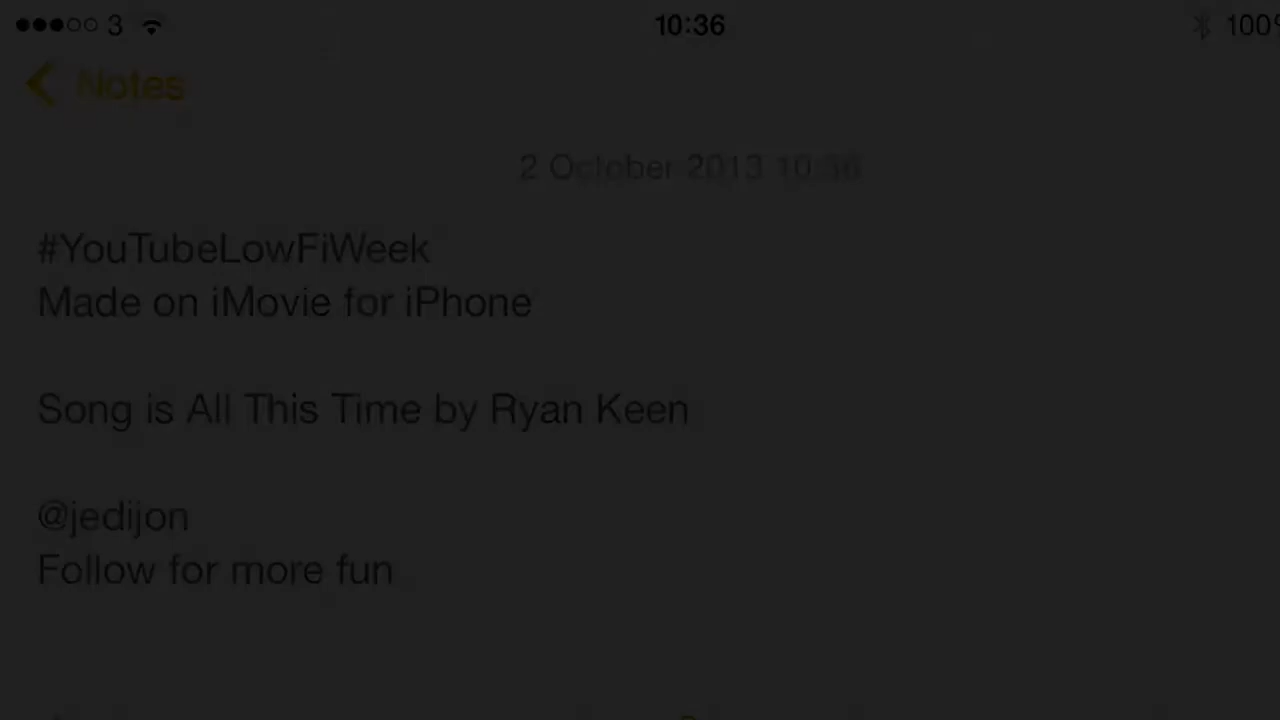 3 10:36 100%
Notes
2 October 2013 10:36
#YouTubeLowFiWeek
Made on iMovie for iPhone
Song is All This Time by Ryan Keen
@jedijon
Follow for more fun